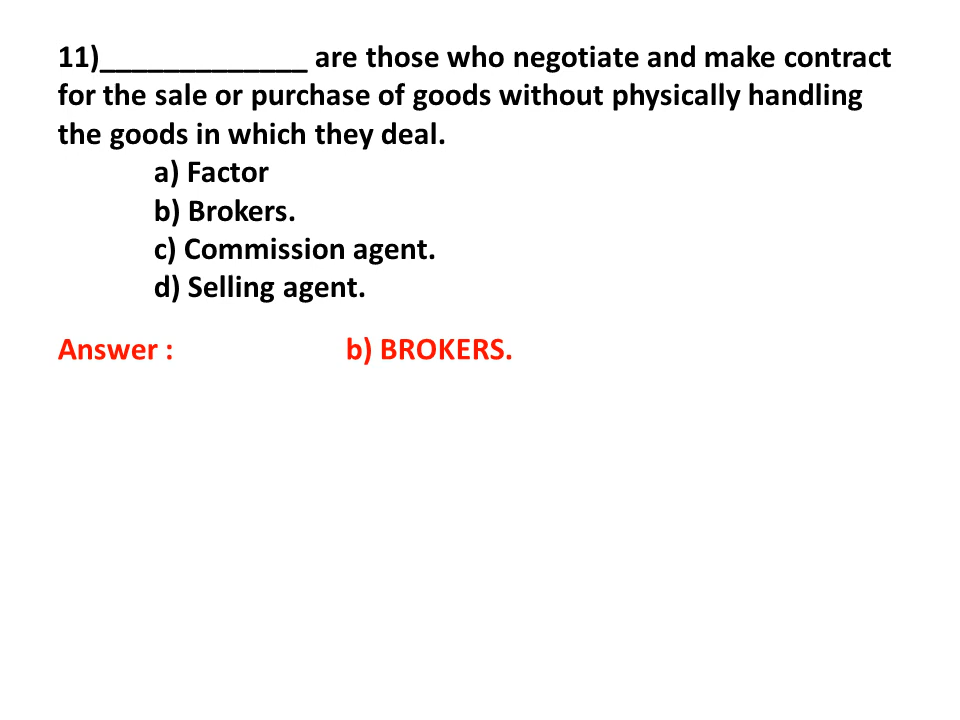 11)_____________ are those who negotiate and make contract
for the sale or purchase of goods without physically handling
the goods in which they deal.
a) Factor
b) Brokers.
c) Commission agent.
d) Selling agent.
Answer : b) BROKERS.